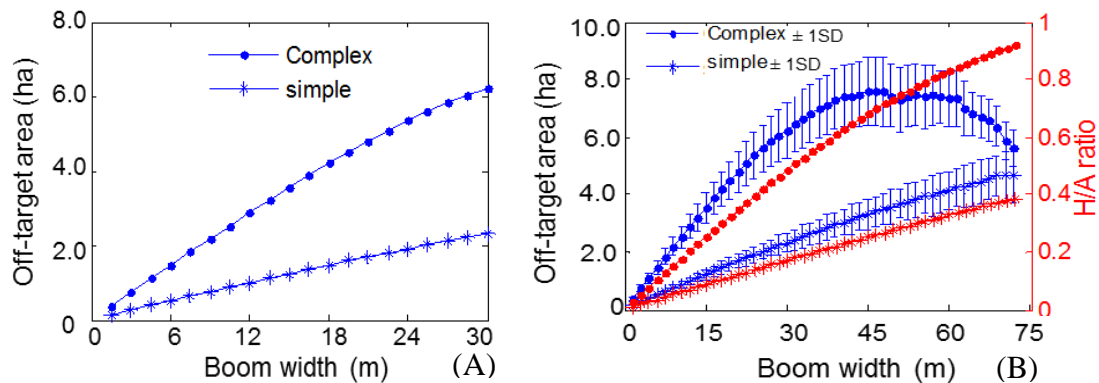 8.0
6.0
4.0
2.0
0.0
Off-target area (ha)
Complex
simple
0
6
12
18
24
30
Boom width (m)
(A)
10.0
8.0
6.0
4.0
2.0
0
Off-target area (ha)
Complex ± 1SD
simple ± 1SD
1
0.8
0.6
0.4
0.2
0
H/A ratio
0
15
30
45
60
75
Boom width (m)
(B)